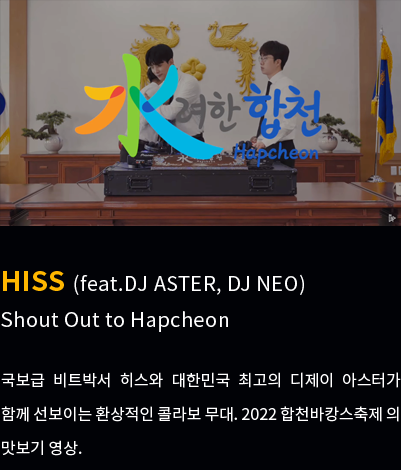 水려한 합천
Hapcheon
HISS (feat.DJ ASTER, DJ NEO)
Shout Out to Hapcheon
국보급 비트박서 히스와 대한민국 최고의 디제이 아스터가
함께 선보이는 환상적인 콜라보 무대. 2022 합천바캉스축제 의
맛보기 영상.